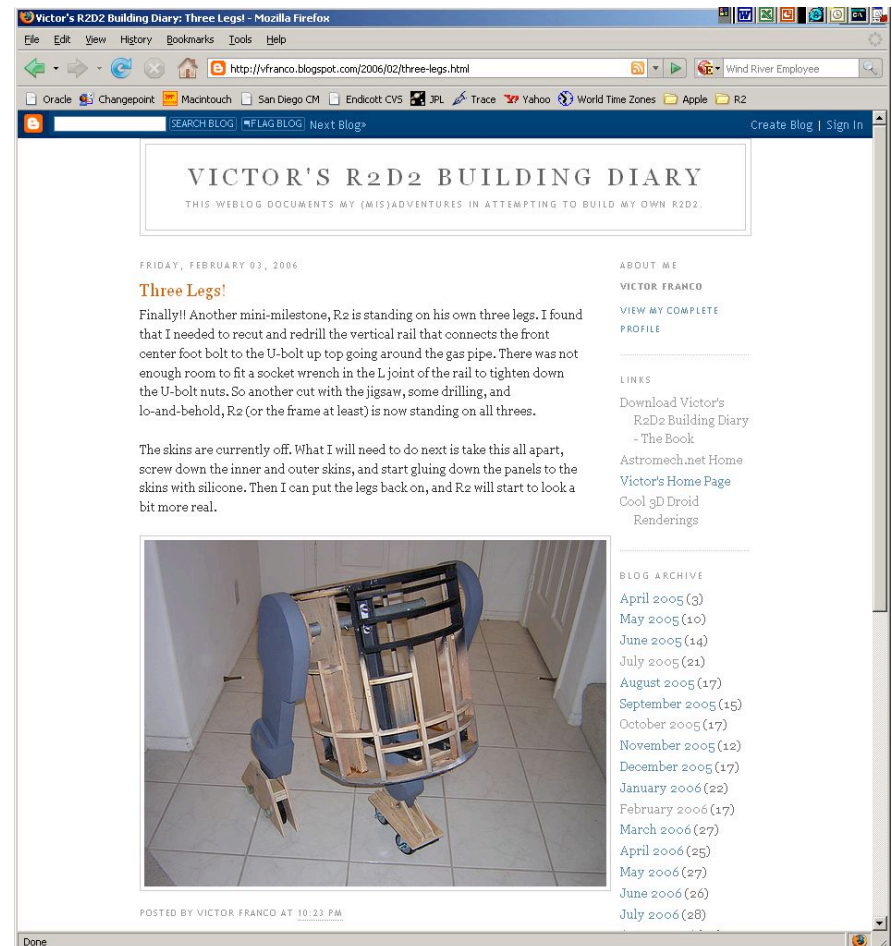 Victor's R2D2 Building Diary: Three Legs! - Mozilla Firefox
File Edit View History Bookmarks Tools Help
http://vfranco.blogspot.com/2006/02/three-legs.html
Wind River Employee
Oracle Changepoint Macintouch San Diego CM Endicott CVS JPL Trace Yahoo World Time Zones Apple R2
SEARCH BLOG FLAG BLOG Next Blog»
Create Blog | Sign In
VICTOR'S R2D2 BUILDING DIARY
THIS WEBLOG DOCUMENTS MY (MIS)ADVENTURES IN ATTEMPTING TO BUILD MY OWN R2D2.
FRIDAY, FEBRUARY 03, 2006
Three Legs!
Finally!! Another mini-milestone, R2 is standing on his own three legs. I found
that I needed to recut and redrill the vertical rail that connects the front
center foot bolt to the U-bolt up top going around the gas pipe. There was not
enough room to fit a socket wrench in the L joint of the rail to tighten down
the U-bolt nuts. So another cut with the jigsaw, some drilling, and
lo-and-behold, R2 (or the frame at least) is now standing on all threes.
The skins are currently off. What I will need to do next is take this all apart,
screw down the inner and outer skins, and start gluing down the panels to the
skins with silicone. Then I can put the legs back on, and R2 will start to look a
bit more real.
POSTED BY VICTOR FRANCO AT 10:23 PM
ABOUT ME
VICTOR FRANCO
VIEW MY COMPLETE
PROFILE
LINKS
Download Victor's
R2D2 Building Diary
- The Book
Astromech.net Home
Victor's Home Page
Cool 3D Droid
Renderings
BLOG ARCHIVE
April 2005 (3)
May 2005 (10)
June 2005 (14)
July 2005 (21)
August 2005 (17)
September 2005 (15)
October 2005 (17)
November 2005 (12)
December 2005 (17)
January 2006 (22)
February 2006 (17)
March 2006 (27)
April 2006 (25)
May 2006 (27)
June 2006 (26)
July 2006 (28)
Done